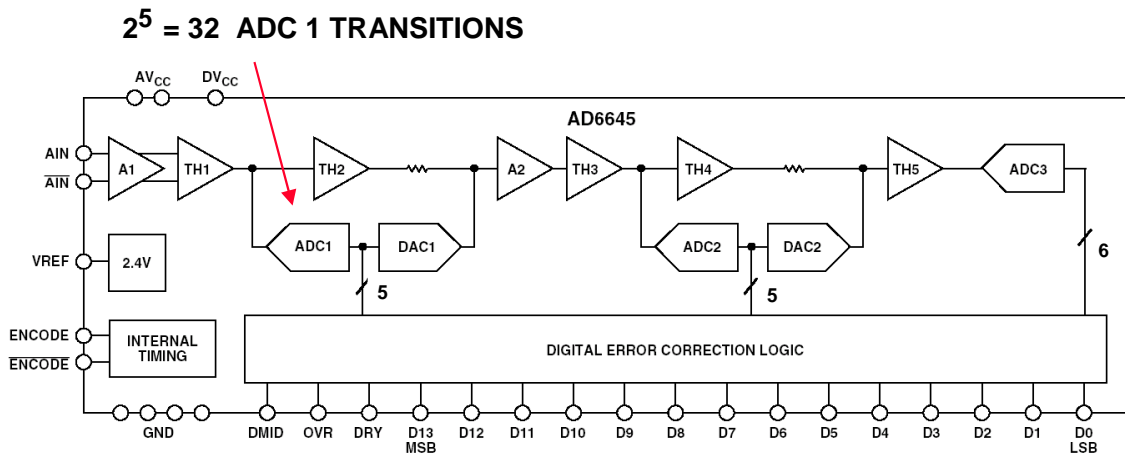 2^5 = 32 ADC 1 TRANSITIONS
AVCC DVCC
AD6645
AIN
AIN
A1 TH1 TH2 A2 TH3 TH4 TH5 ADC3
ADC1 DAC1 ADC2 DAC2
VREF 2.4V
5 5 6
ENCODE
ENCODE
INTERNAL
TIMING
DIGITAL ERROR CORRECTION LOGIC
GND DMID OVR DRY D13 D12 D11 D10 D9 D8 D7 D6 D5 D4 D3 D2 D1 D0
MSB LSB